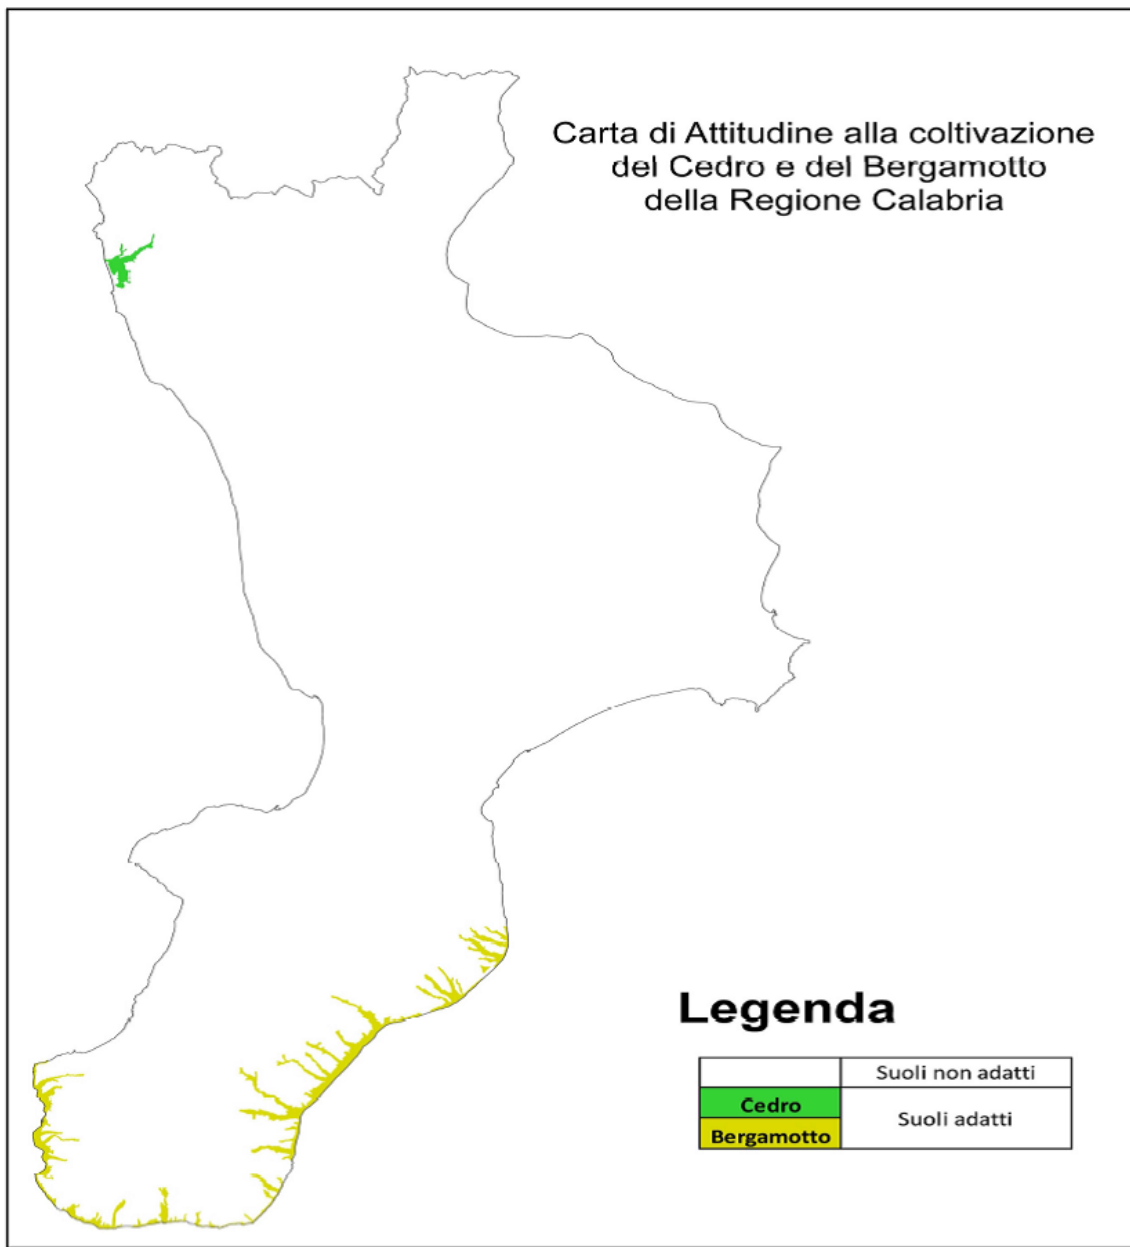 Carta di Attitudine alla coltivazione
del Cedro e del Bergamotto
della Regione Calabria
Legenda
Suoli non adatti
Cedro
Suoli adatti
Bergamotto